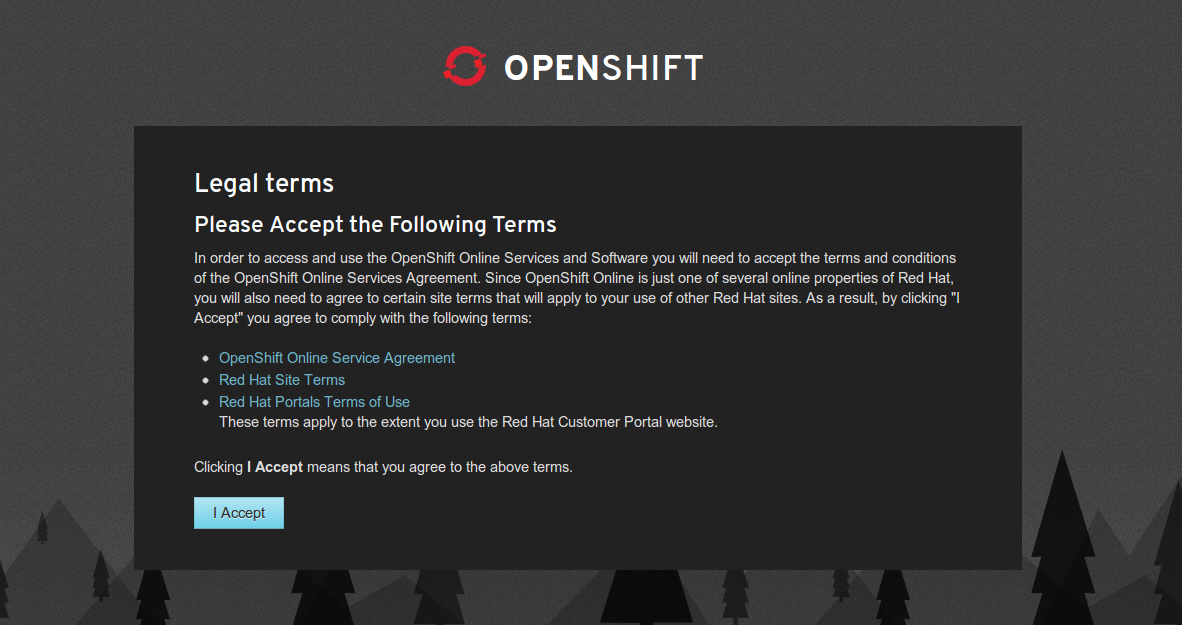 OPENSHIFT
Legal terms
Please Accept the Following Terms
In order to access and use the OpenShift Online Services and Software you will need to accept the terms and conditions
of the OpenShift Online Services Agreement. Since OpenShift Online is just one of several online properties of Red Hat,
you will also need to agree to certain site terms that will apply to your use of other Red Hat sites. As a result, by clicking "I
Accept" you agree to comply with the following terms:
OpenShift Online Service Agreement
Red Hat Site Terms
Red Hat Portals Terms of Use
These terms apply to the extent you use the Red Hat Customer Portal website.
Clicking I Accept means that you agree to the above terms.
I Accept